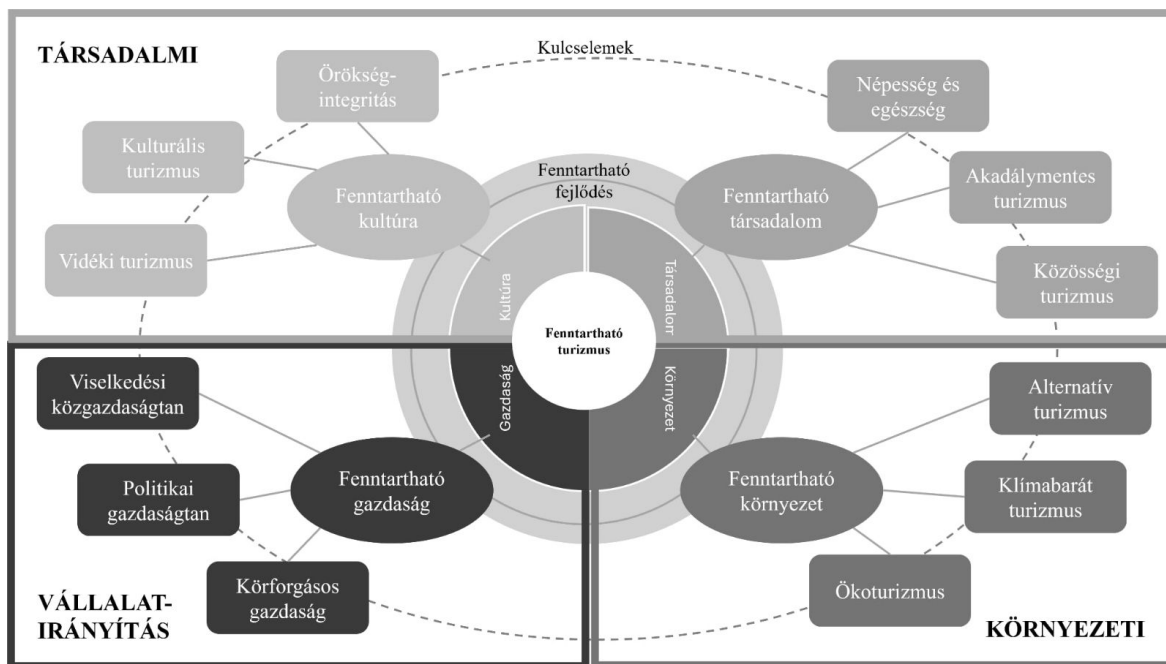 TÁRSADALMI
Kulcselemek
Örökség-
integritás
Népesség és
egészség
Kulturális
turizmus
Fenntartható
fejlődés
Akadálymentes
turizmus
Fenntartható
kultúra
Fenntartható
társadalom
Vidéki turizmus
Közösségi
turizmus
Kultúra
Társadalom
Fenntartható
turizmus
Gazdaság
Környezet
Viselkedési
közgazdaságtan
Alternatív
turizmus
Politikai
gazdaságtan
Fenntartható
gazdaság
Fenntartható
környezet
Klímabarát
turizmus
Körforgásos
gazdaság
Ökoturizmus
VÁLLALAT-
IRÁNYÍTÁS
KÖRNYEZETI